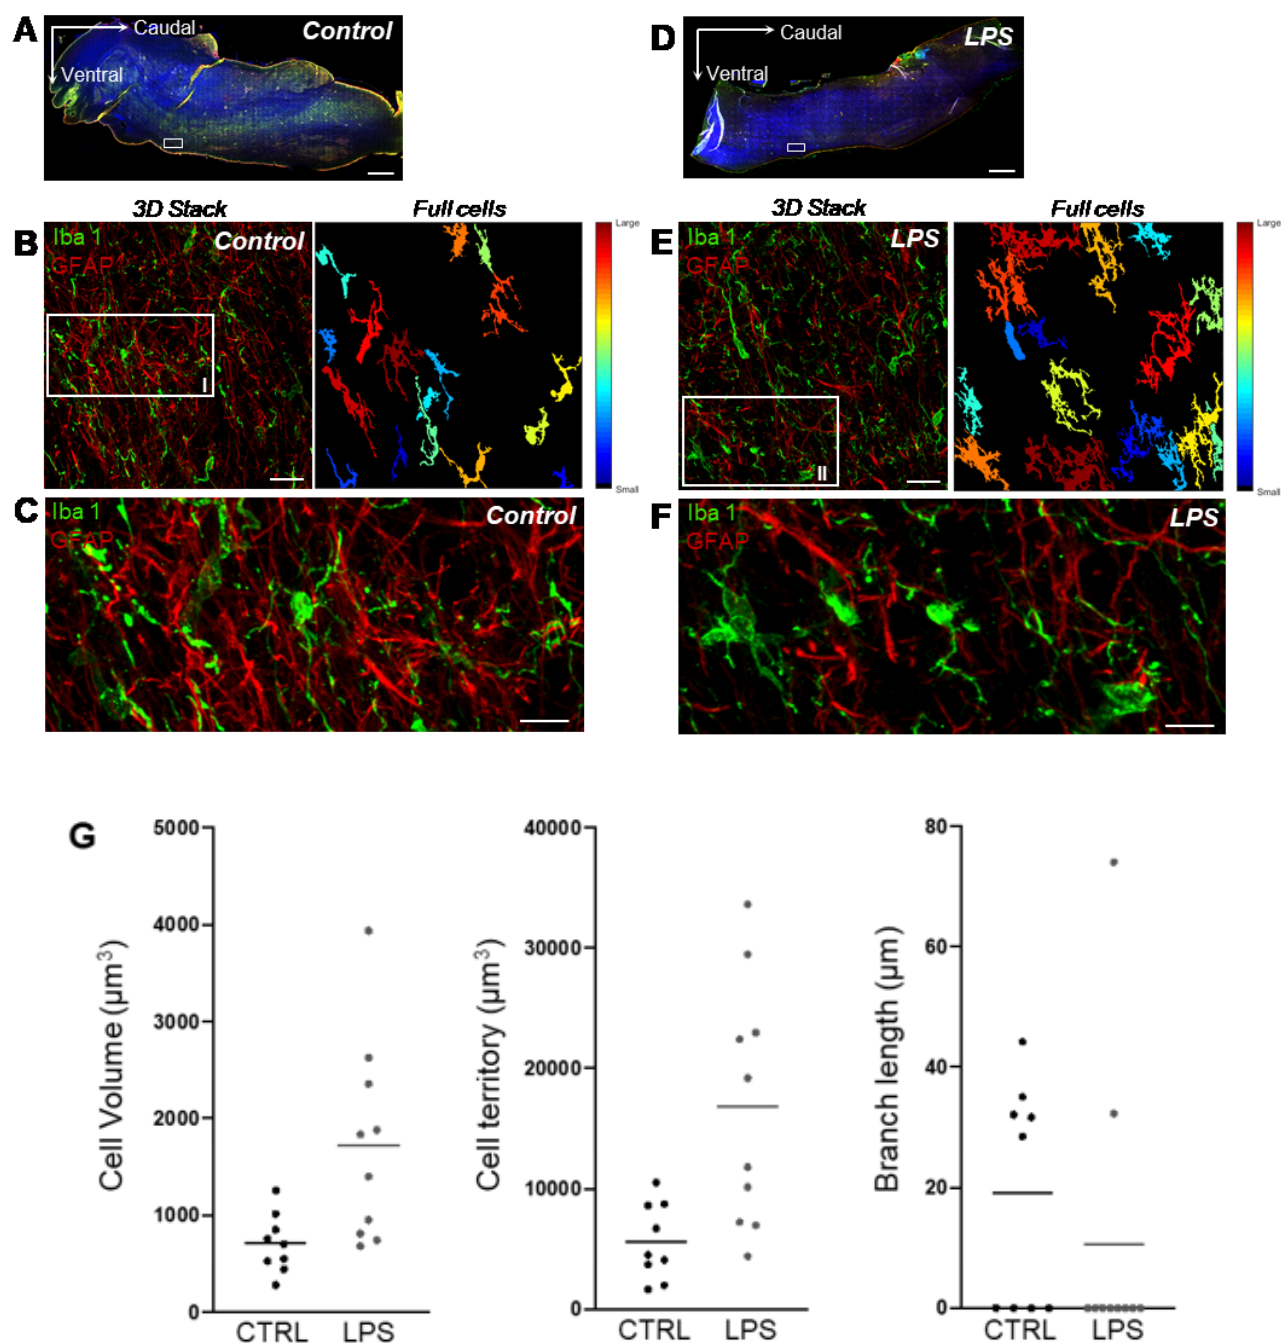 A
Caudal
Control
Ventral
D
Caudal
LPS
Ventral
3D Stack
Full cells
B
Iba 1
GFAP
Control
I
Large
Small
3D Stack
Full cells
E
Iba 1
GFAP
LPS
II
Large
Small
C
Iba 1
GFAP
Control
F
Iba 1
GFAP
LPS
G
Cell Volume (µm³)
5000
4000
3000
2000
1000
0
CTRL LPS
Cell territory (µm³)
40000
30000
20000
10000
0
CTRL LPS
Branch length (µm)
80
60
40
20
0
CTRL LPS